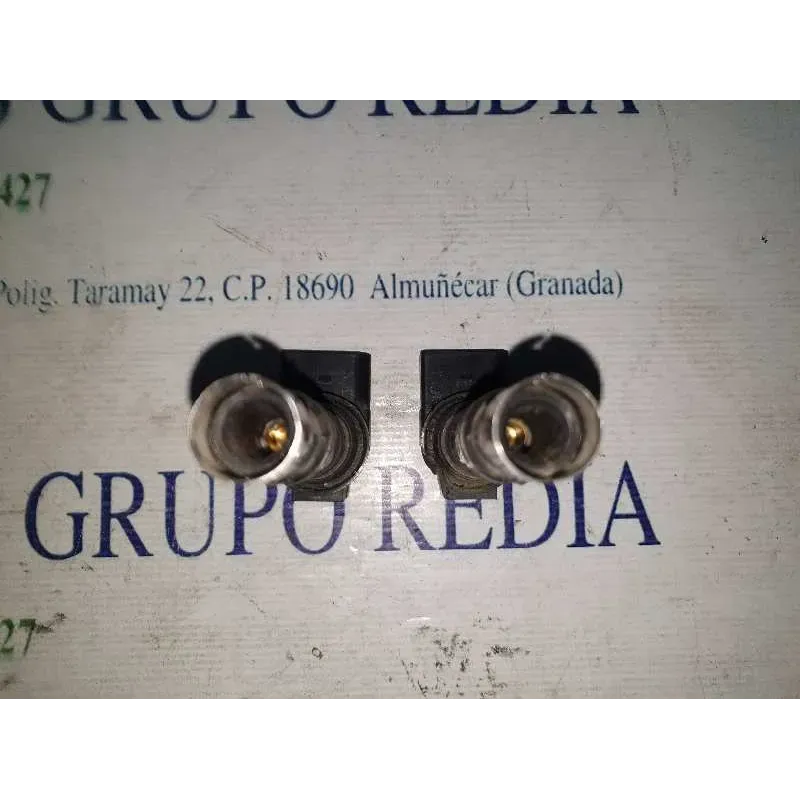 GRUPO REDIA
427
Polig. Taramay 22, C.P. 18690 Almuñécar (Granada)
GRUPO REDIA
27